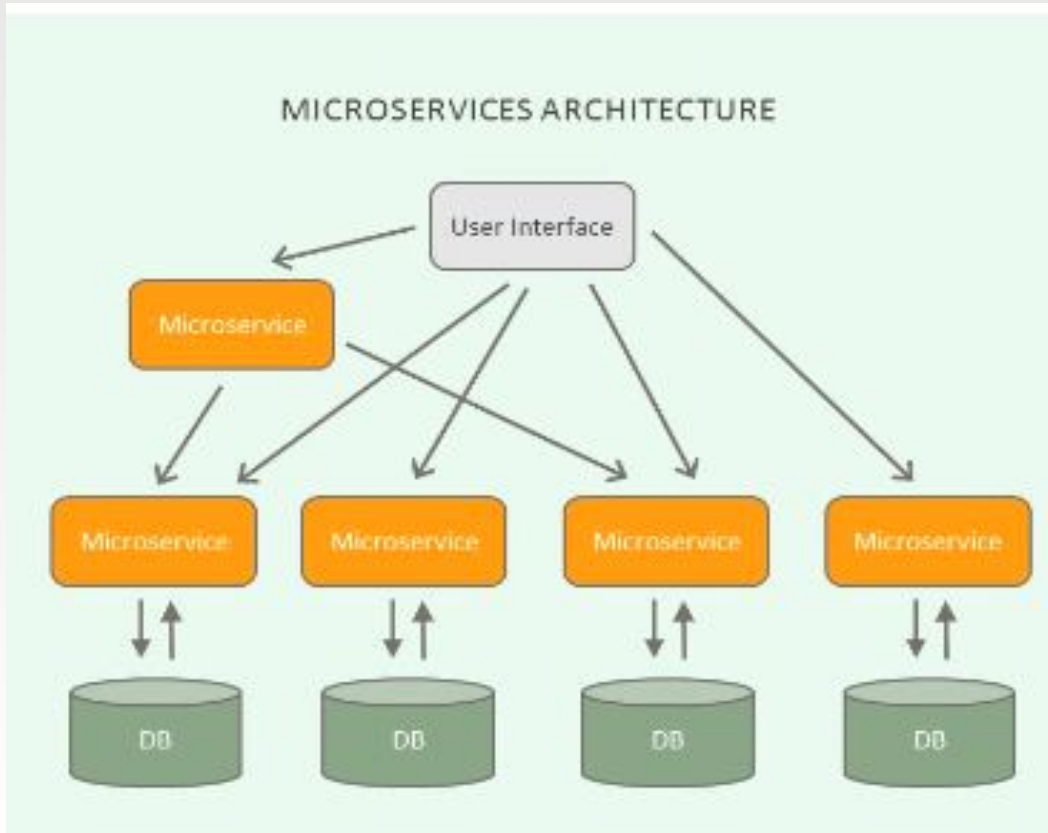 MICROSERVICES ARCHITECTURE
User Interface
Microservice
Microservice
Microservice
Microservice
Microservice
DB
DB
DB
DB